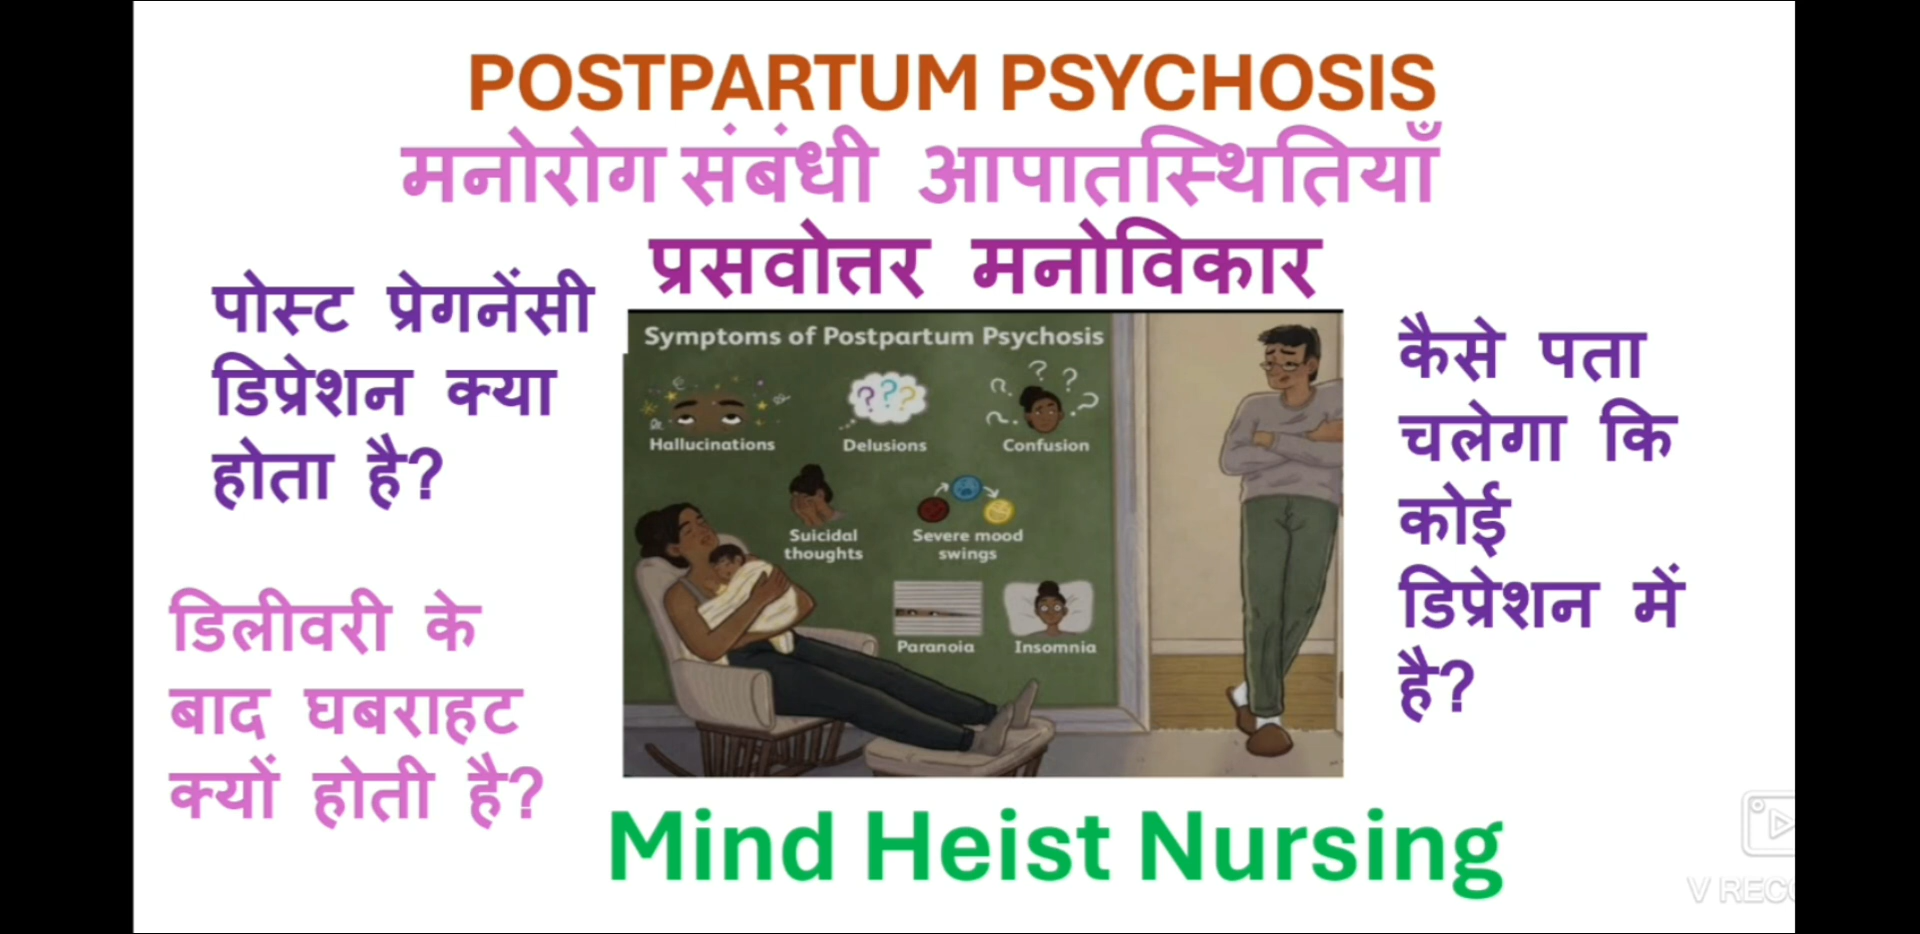 POSTPARTUM PSYCHOSIS
मनोरोग संबंधी आपातस्थितियाँ
प्रसवोत्तर मनोविकार
पोस्ट प्रेगनेंसी
डिप्रेशन क्या
होता है?
डिलीवरी के
बाद घबराहट
क्यों होती है?
Symptoms of Postpartum Psychosis
Hallucinations
Delusions
Confusion
Suicidal
thoughts
Severe mood
swings
Paranoia
Insomnia
कैसे पता
चलेगा कि
कोई
डिप्रेशन में
है?
Mind Heist Nursing